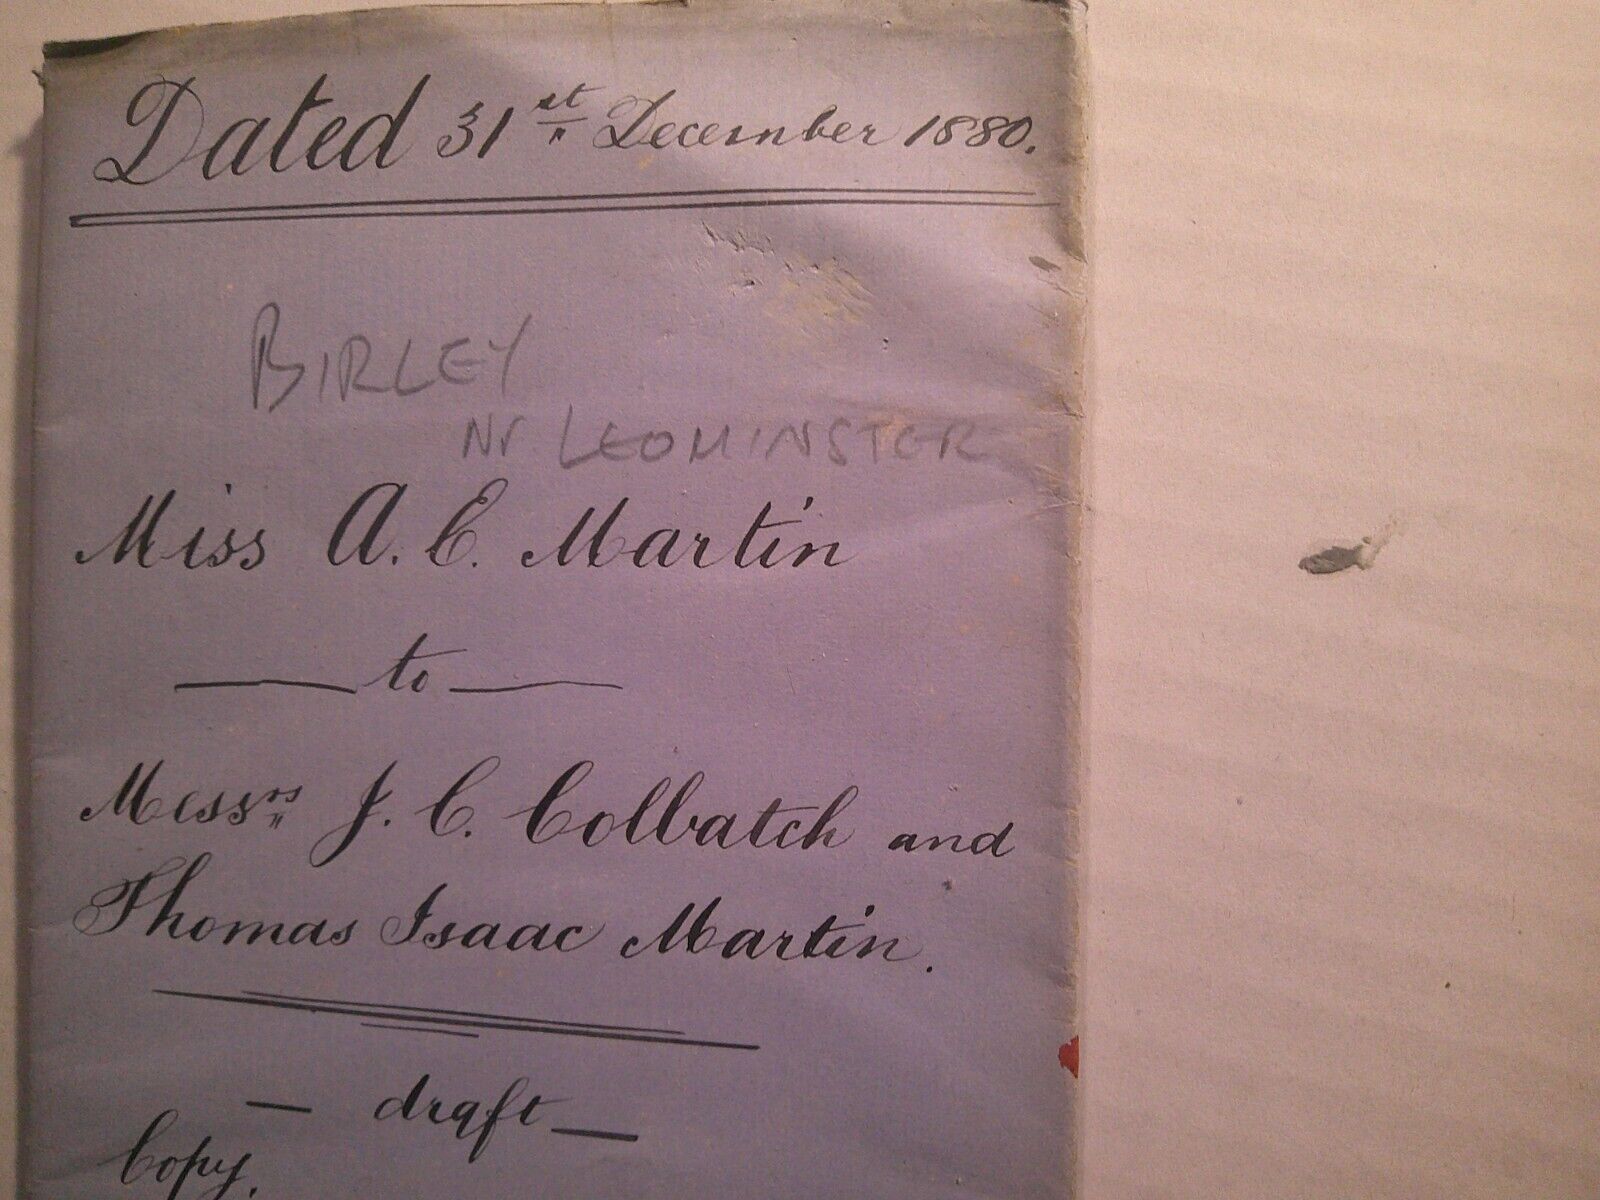 Dated 31st December 1880.
BIRLEY
Nr LEOMINSTER
Miss A. C. Martin
to
Messrs J. C. Colbatch and
Thomas Isaac Martin.
draft
Copy.